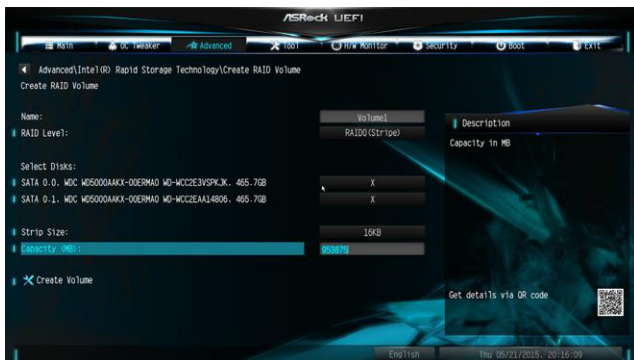 ASRock UEFI
Main OC Tweaker Advanced Tool H/W Monitor Security Boot Exit
Advanced\Intel(R) Rapid Storage Technology\Create RAID Volume
Create RAID Volume
Name: Volume1
RAID Level: RAID0(Stripe)
Select Disks:
SATA 0.0, WDC WD5000AAKX-00ERMA0 WD-WCC2E3VSPKJK, 465.7GB X
SATA 0.1, WDC WD5000AAKX-00ERMA0 WD-WCC2EAA14806, 465.7GB X
Strip Size: 16KB
Capacity (MB): 953875
Create Volume
Description
Capacity in MB
Get details via QR code
English Thu 05/21/2015, 20:16:09